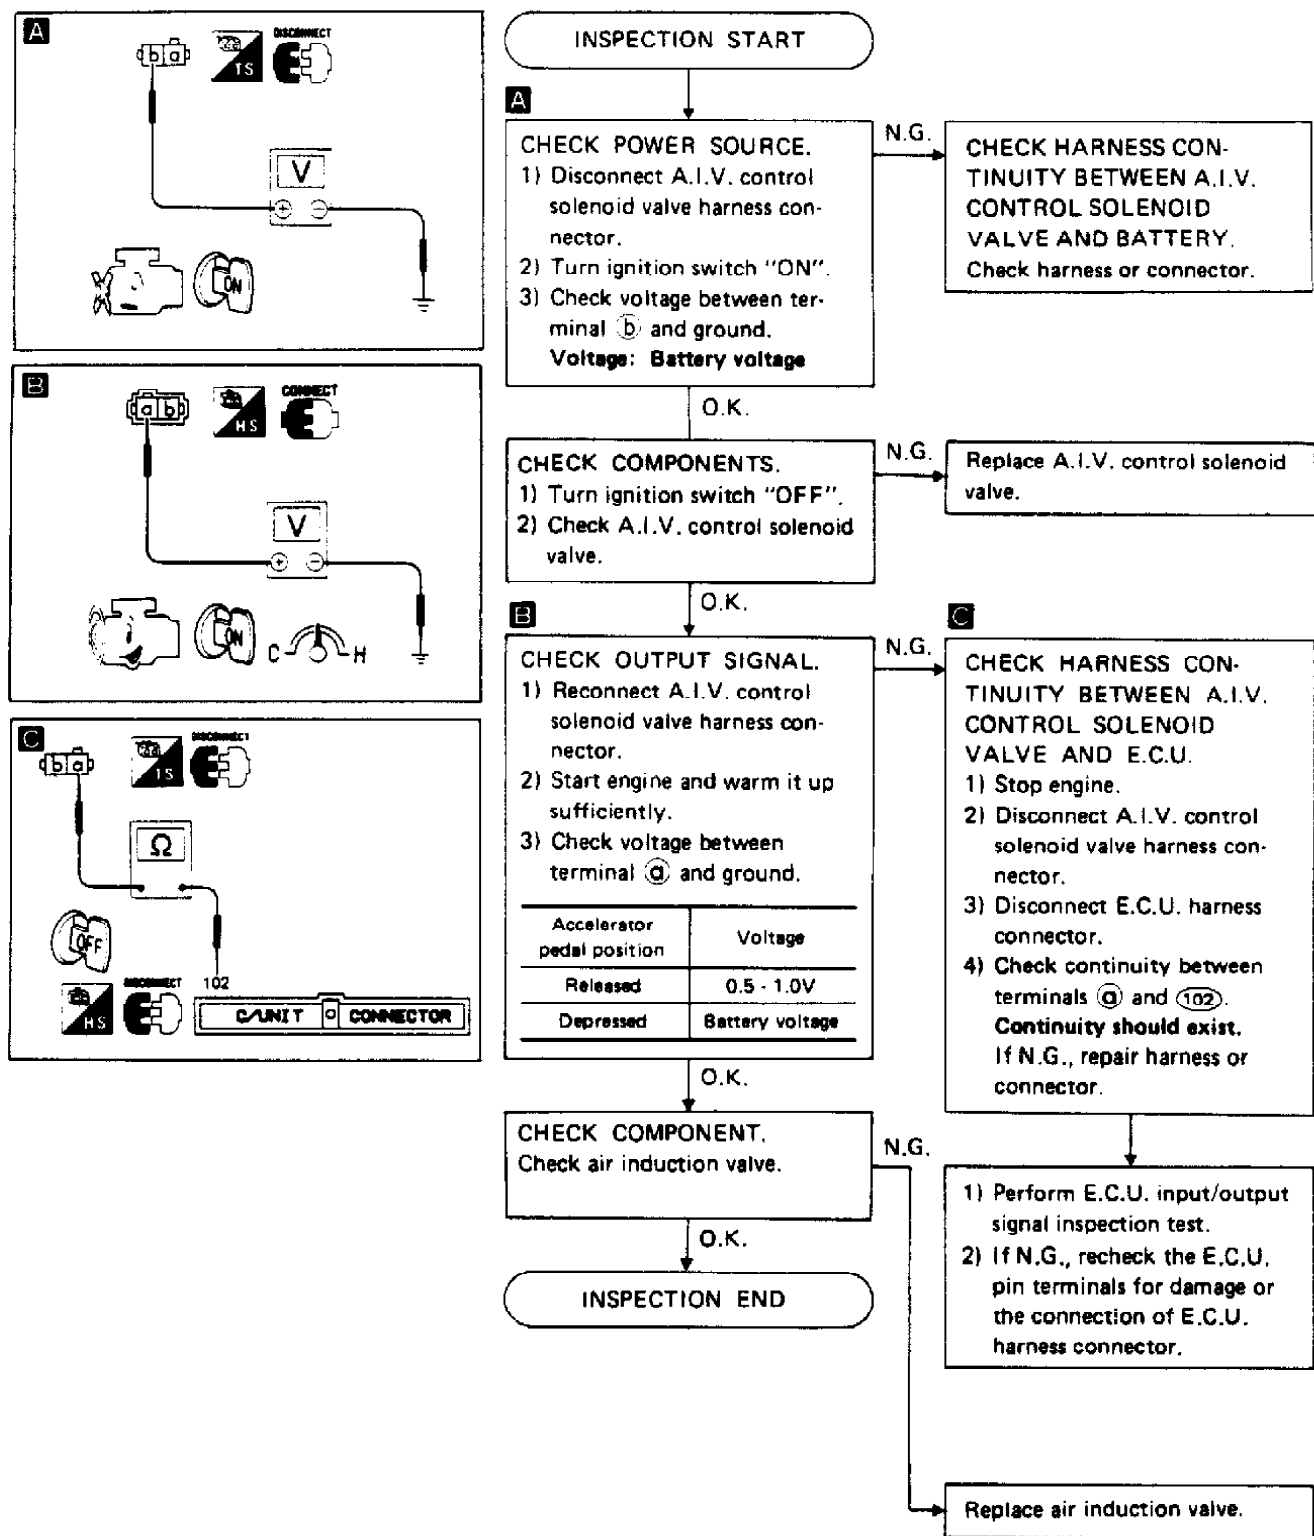 A
b a
TS
DISCONNECT
V
+ −
ON
B
a b
HS
CONNECT
V
+ −
ON
C H
C
b a
TS
DISCONNECT
Ω
OFF
HS
DISCONNECT
102
C/UNIT CONNECTOR
INSPECTION START
A
CHECK POWER SOURCE.
1) Disconnect A.I.V. control
solenoid valve harness con-
nector.
2) Turn ignition switch "ON".
3) Check voltage between ter-
minal ⓑ and ground.
Voltage: Battery voltage
N.G.
CHECK HARNESS CON-
TINUITY BETWEEN A.I.V.
CONTROL SOLENOID
VALVE AND BATTERY.
Check harness or connector.
O.K.
CHECK COMPONENTS.
1) Turn ignition switch "OFF".
2) Check A.I.V. control solenoid
valve.
N.G.
Replace A.I.V. control solenoid
valve.
O.K.
B
CHECK OUTPUT SIGNAL.
1) Reconnect A.I.V. control
solenoid valve harness con-
nector.
2) Start engine and warm it up
sufficiently.
3) Check voltage between
terminal ⓐ and ground.
Accelerator
pedal position
Voltage
Released 0.5 - 1.0V
Depressed Battery voltage
N.G.
C
CHECK HARNESS CON-
TINUITY BETWEEN A.I.V.
CONTROL SOLENOID
VALVE AND E.C.U.
1) Stop engine.
2) Disconnect A.I.V. control
solenoid valve harness con-
nector.
3) Disconnect E.C.U. harness
connector.
4) Check continuity between
terminals ⓐ and (102).
Continuity should exist.
If N.G., repair harness or
connector.
O.K.
CHECK COMPONENT.
Check air induction valve.
N.G.
1) Perform E.C.U. input/output
signal inspection test.
2) If N.G., recheck the E.C.U.
pin terminals for damage or
the connection of E.C.U.
harness connector.
O.K.
INSPECTION END
Replace air induction valve.